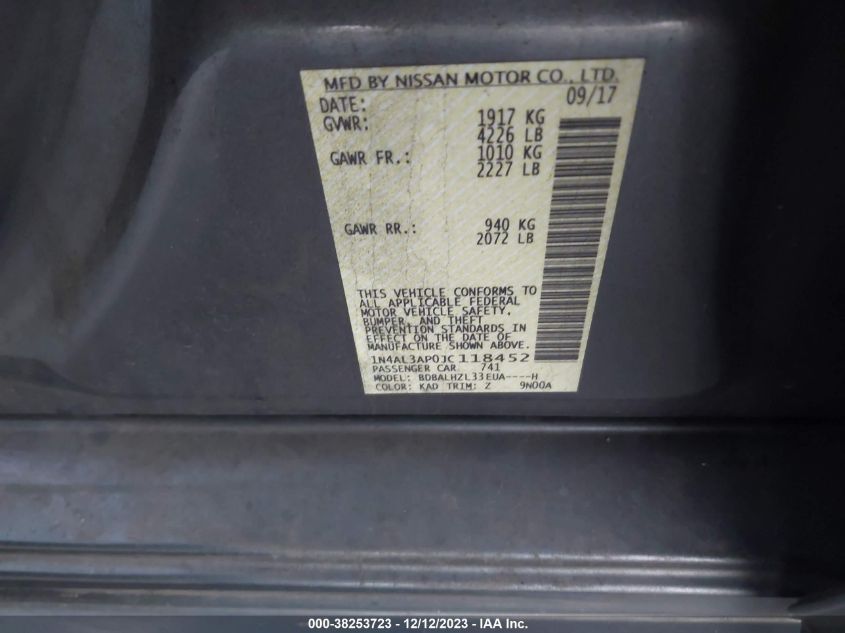 MFD BY NISSAN MOTOR CO., LTD.
DATE: 09/17
GVWR: 1917 KG
4226 LB
GAWR FR.: 1010 KG
2227 LB
GAWR RR.: 940 KG
2072 LB
THIS VEHICLE CONFORMS TO
ALL APPLICABLE FEDERAL
MOTOR VEHICLE SAFETY,
BUMPER, AND THEFT
PREVENTION STANDARDS IN
EFFECT ON THE DATE OF
MANUFACTURE SHOWN ABOVE.
1N4AL3AP0JC118452
PASSENGER CAR 741
MODEL: BDBALHZL33EUA----H
COLOR: KAD TRIM: Z 9N00A
000-38253723 - 12/12/2023 - IAA Inc.